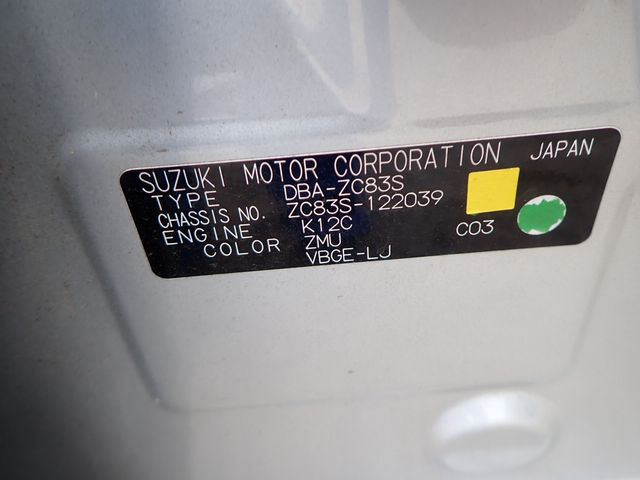 SUZUKI MOTOR CORPORATION JAPAN
TYPE DBA-ZC83S
CHASSIS NO. ZC83S-122039
ENGINE K12C C03
COLOR ZMU
VBGE-LJ